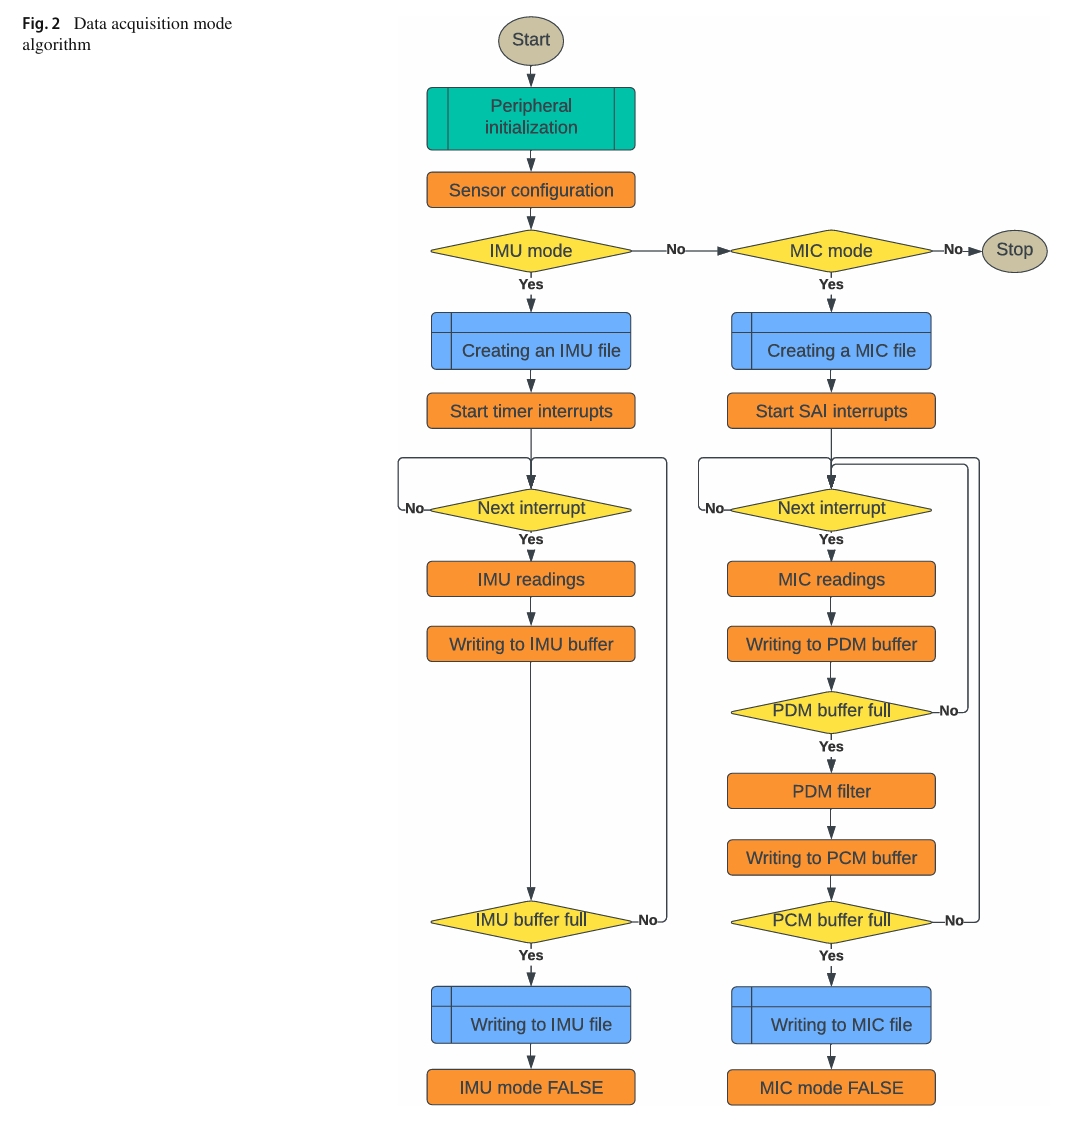 Fig. 2 Data acquisition mode
algorithm
Start
Peripheral
initialization
Sensor configuration
IMU mode
No
MIC mode
No
Stop
Yes
Yes
Creating an IMU file
Creating a MIC file
Start timer interrupts
Start SAI interrupts
No
Next interrupt
No
Next interrupt
Yes
Yes
IMU readings
MIC readings
Writing to IMU buffer
Writing to PDM buffer
PDM buffer full
No
Yes
PDM filter
Writing to PCM buffer
IMU buffer full
No
PCM buffer full
No
Yes
Yes
Writing to IMU file
Writing to MIC file
IMU mode FALSE
MIC mode FALSE